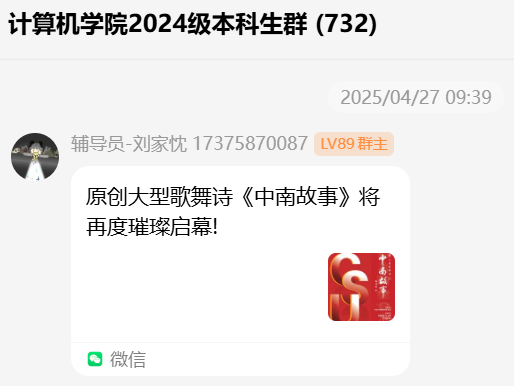 计算机学院2024级本科生群 (732)
2025/04/27 09:39
辅导员-刘家忱 17375870087 LV89 群主
原创大型歌舞诗《中南故事》将
再度璀璨启幕!
CSU
中南故事
微信